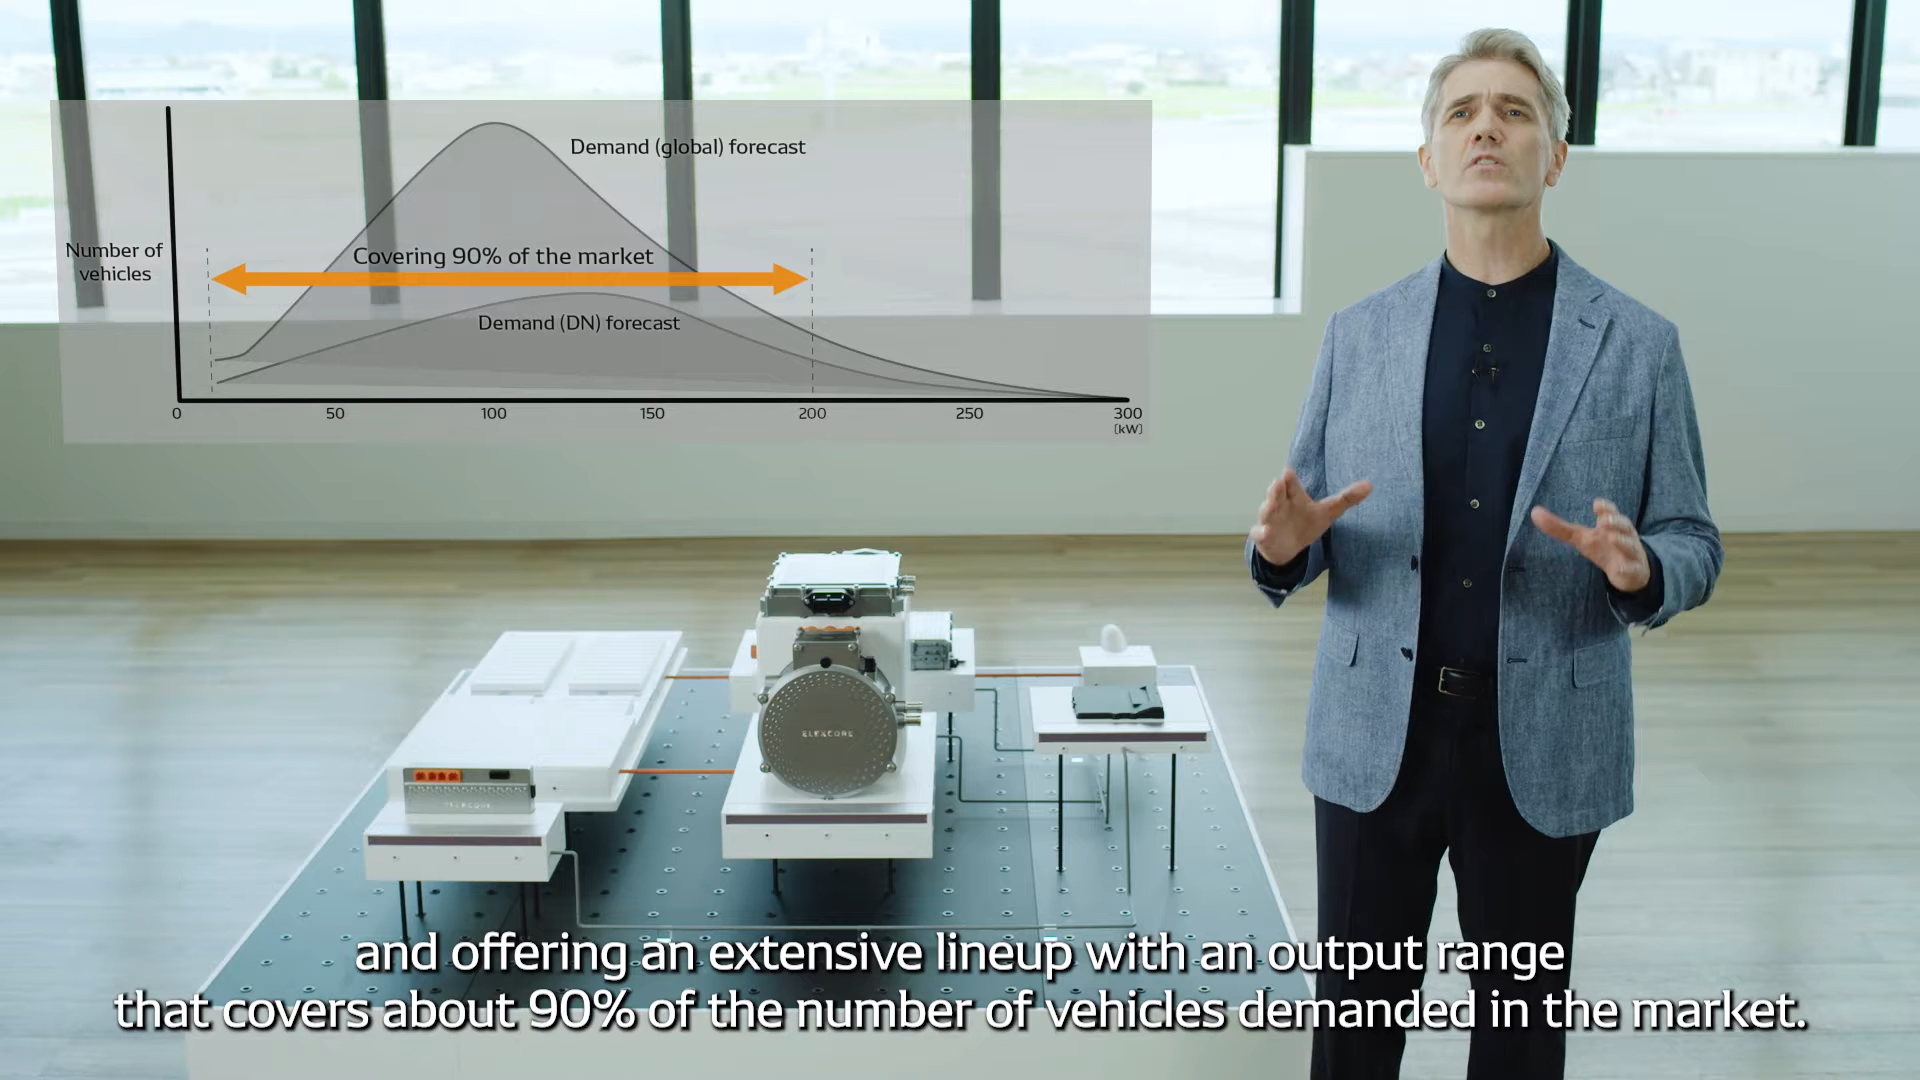 Demand (global) forecast
Number of
vehicles
Covering 90% of the market
Demand (DN) forecast
0 50 100 150 200 250 300
[kW]
ELEXCORE
and offering an extensive lineup with an output range
that covers about 90% of the number of vehicles demanded in the market.